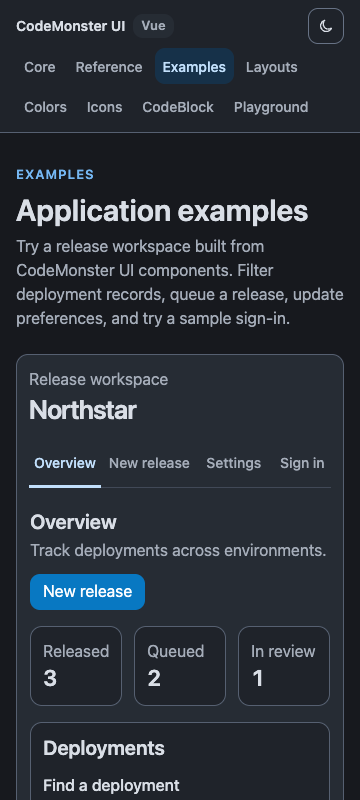 CodeMonster UI Vue
Core Reference Examples Layouts
Colors Icons CodeBlock Playground
EXAMPLES
Application examples
Try a release workspace built from
CodeMonster UI components. Filter
deployment records, queue a release, update
preferences, and try a sample sign-in.
Release workspace
Northstar
Overview New release Settings Sign in
Overview
Track deployments across environments.
New release
Released Queued In review
3 2 1
Deployments
Find a deployment